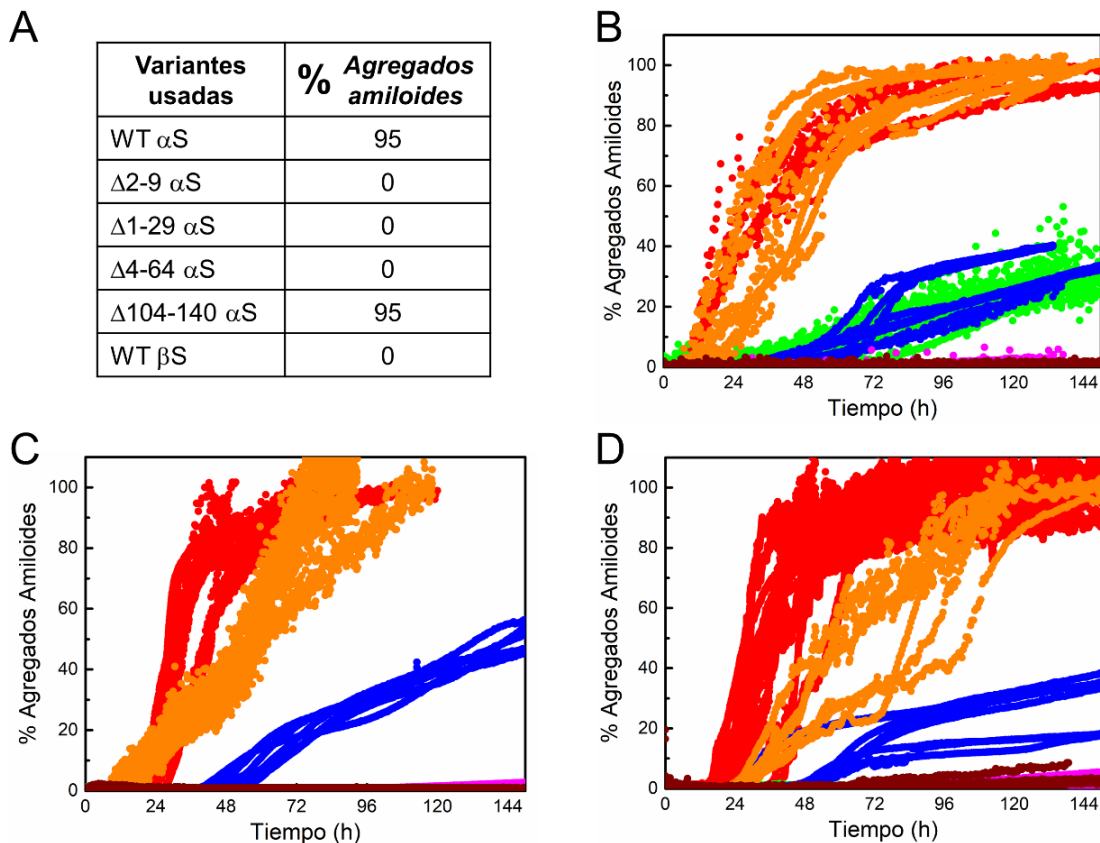 A
Variantes usadas
% Agregados amiloides
WT αS
95
Δ2-9 αS
0
Δ1-29 αS
0
Δ4-64 αS
0
Δ104-140 αS
95
WT βS
0
B
% Agregados Amiloides
100
80
60
40
20
0
0 24 48 72 96 120 144
Tiempo (h)
C
% Agregados Amiloides
100
80
60
40
20
0
0 24 48 72 96 120 144
Tiempo (h)
D
% Agregados Amiloides
100
80
60
40
20
0
0 24 48 72 96 120 144
Tiempo (h)